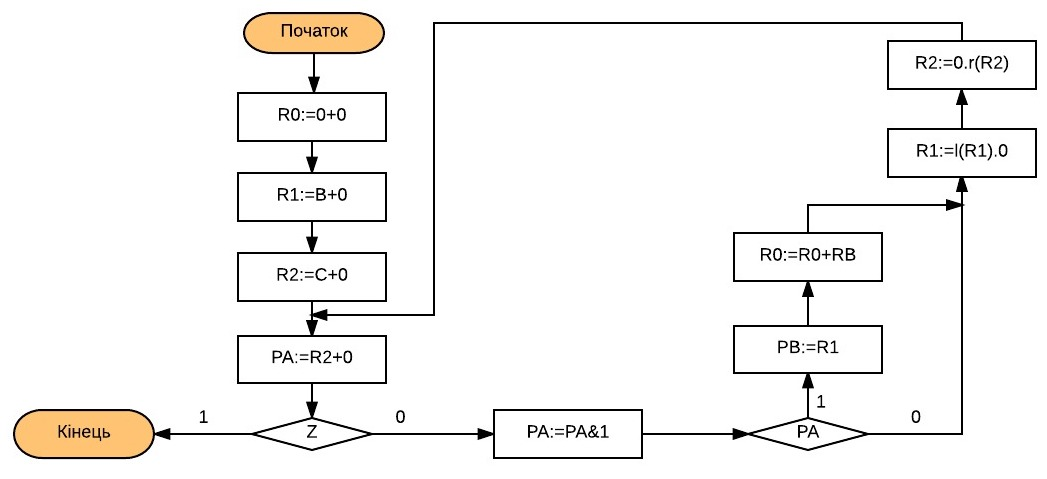 Початок
R0:=0+0
R1:=B+0
R2:=C+0
PA:=R2+0
Z
1
0
Кінець
PA:=PA&1
PA
1
0
PB:=R1
R0:=R0+RB
R1:=l(R1).0
R2:=0.r(R2)